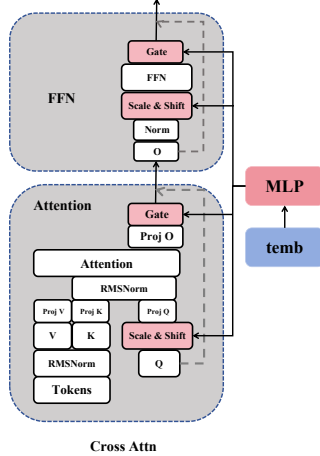 Gate
FFN
FFN
Scale & Shift
Norm
O
MLP
Attention
Gate
Proj O
temb
Attention
RMSNorm
Proj V Proj K Proj Q
V K Scale & Shift
RMSNorm Q
Tokens
Cross Attn